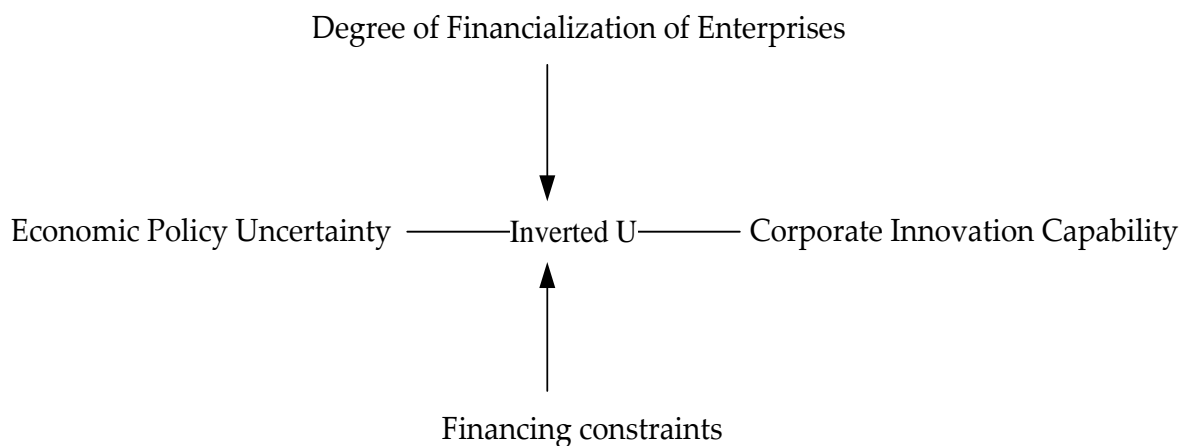 Degree of Financialization of Enterprises
Economic Policy Uncertainty Inverted U Corporate Innovation Capability
Financing constraints